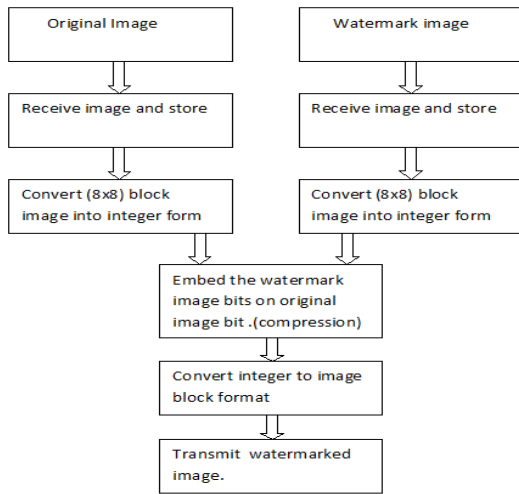 Original Image
Watermark image
Receive image and store
Receive image and store
Convert (8x8) block
image into integer form
Convert (8x8) block
image into integer form
Embed the watermark
image bits on original
image bit .(compression)
Convert integer to image
block format
Transmit watermarked
image.